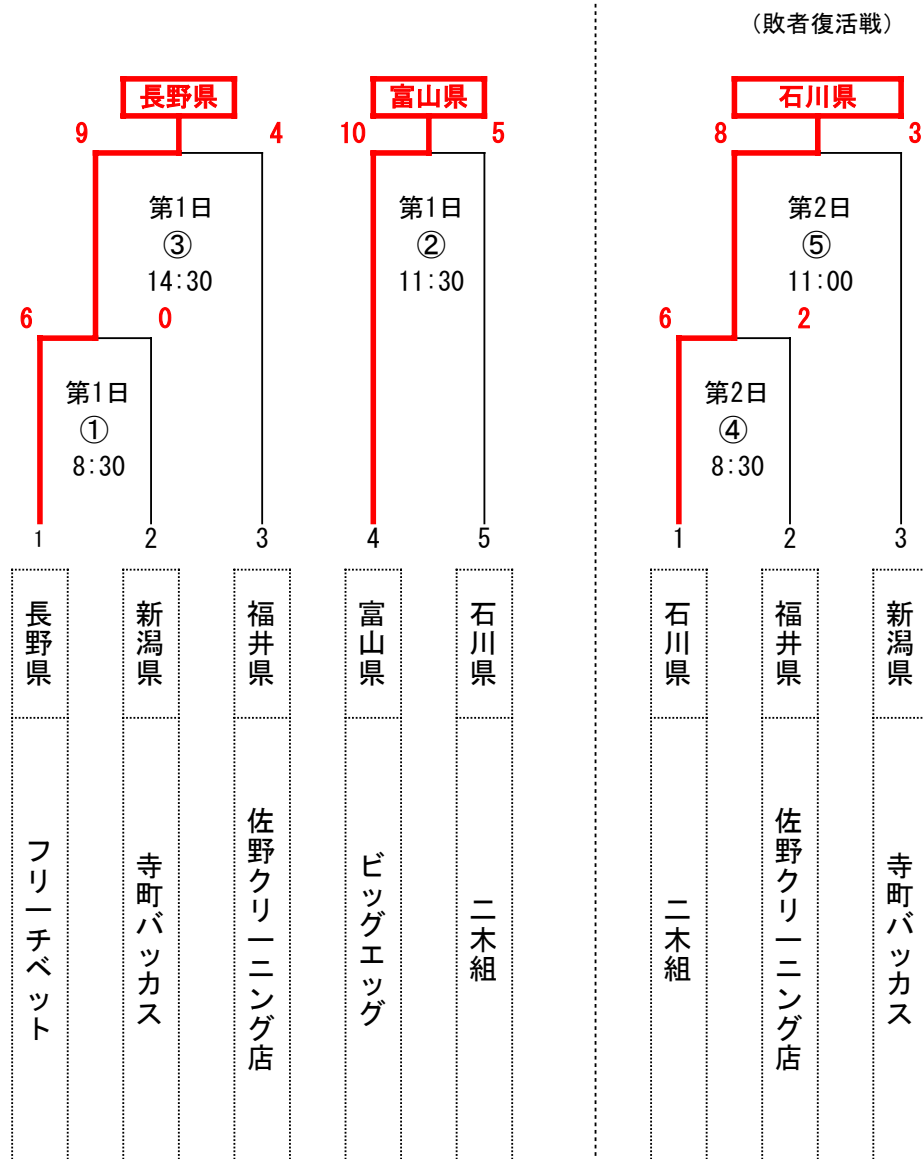 （敗者復活戦）
長野県
富山県
石川県
9
4
10
5
8
3
第1日
③
14:30
第1日
②
11:30
第2日
⑤
11:00
6
0
6
2
第1日
①
8:30
第2日
④
8:30
1
2
3
4
5
1
2
3
長野県
新潟県
福井県
富山県
石川県
石川県
福井県
新潟県
フリーチベット
寺町バッカス
佐野クリーニング店
ビッグエッグ
二木組
二木組
佐野クリーニング店
寺町バッカス